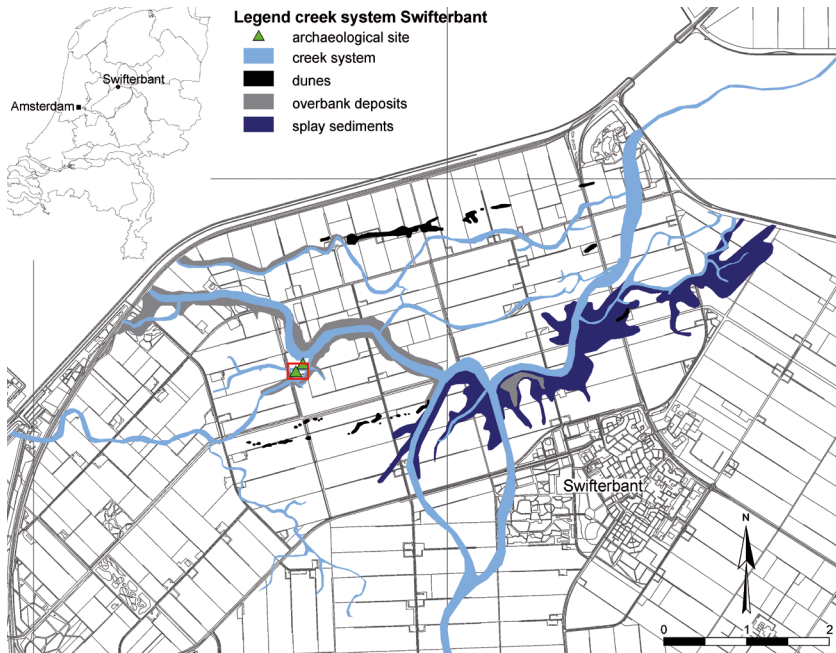 Legend creek system Swifterbant
archaeological site
creek system
dunes
overbank deposits
splay sediments
Swifterbant
Amsterdam
Swifterbant
N
0 1 2